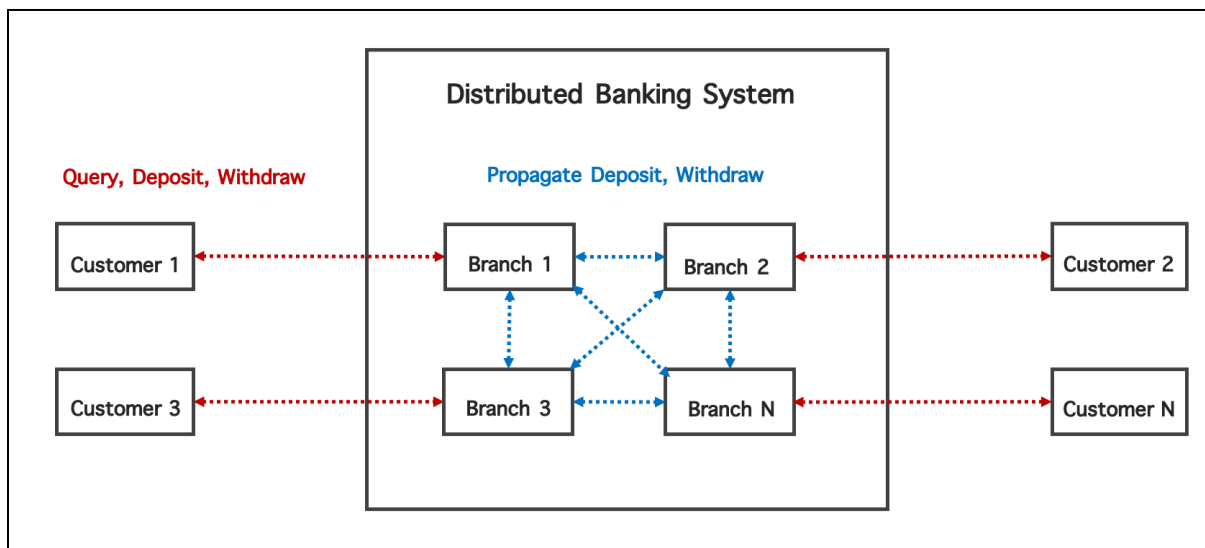 Distributed Banking System
Query, Deposit, Withdraw
Propagate Deposit, Withdraw
Customer 1
Branch 1
Branch 2
Customer 2
Customer 3
Branch 3
Branch N
Customer N